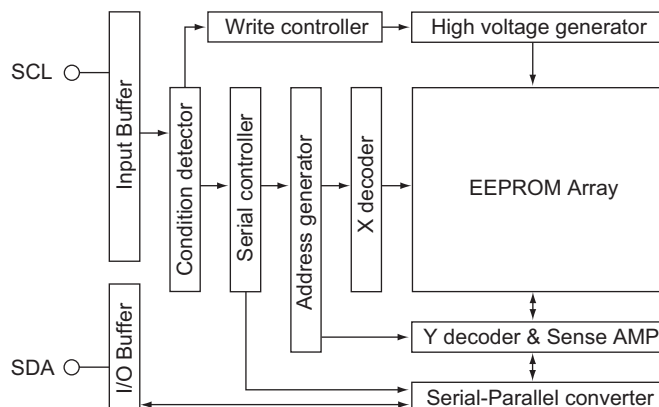 Write controller
High voltage generator
SCL
Input Buffer
Condition detector
Serial controller
Address generator
X decoder
EEPROM Array
SDA
I/O Buffer
Y decoder & Sense AMP
Serial-Parallel converter